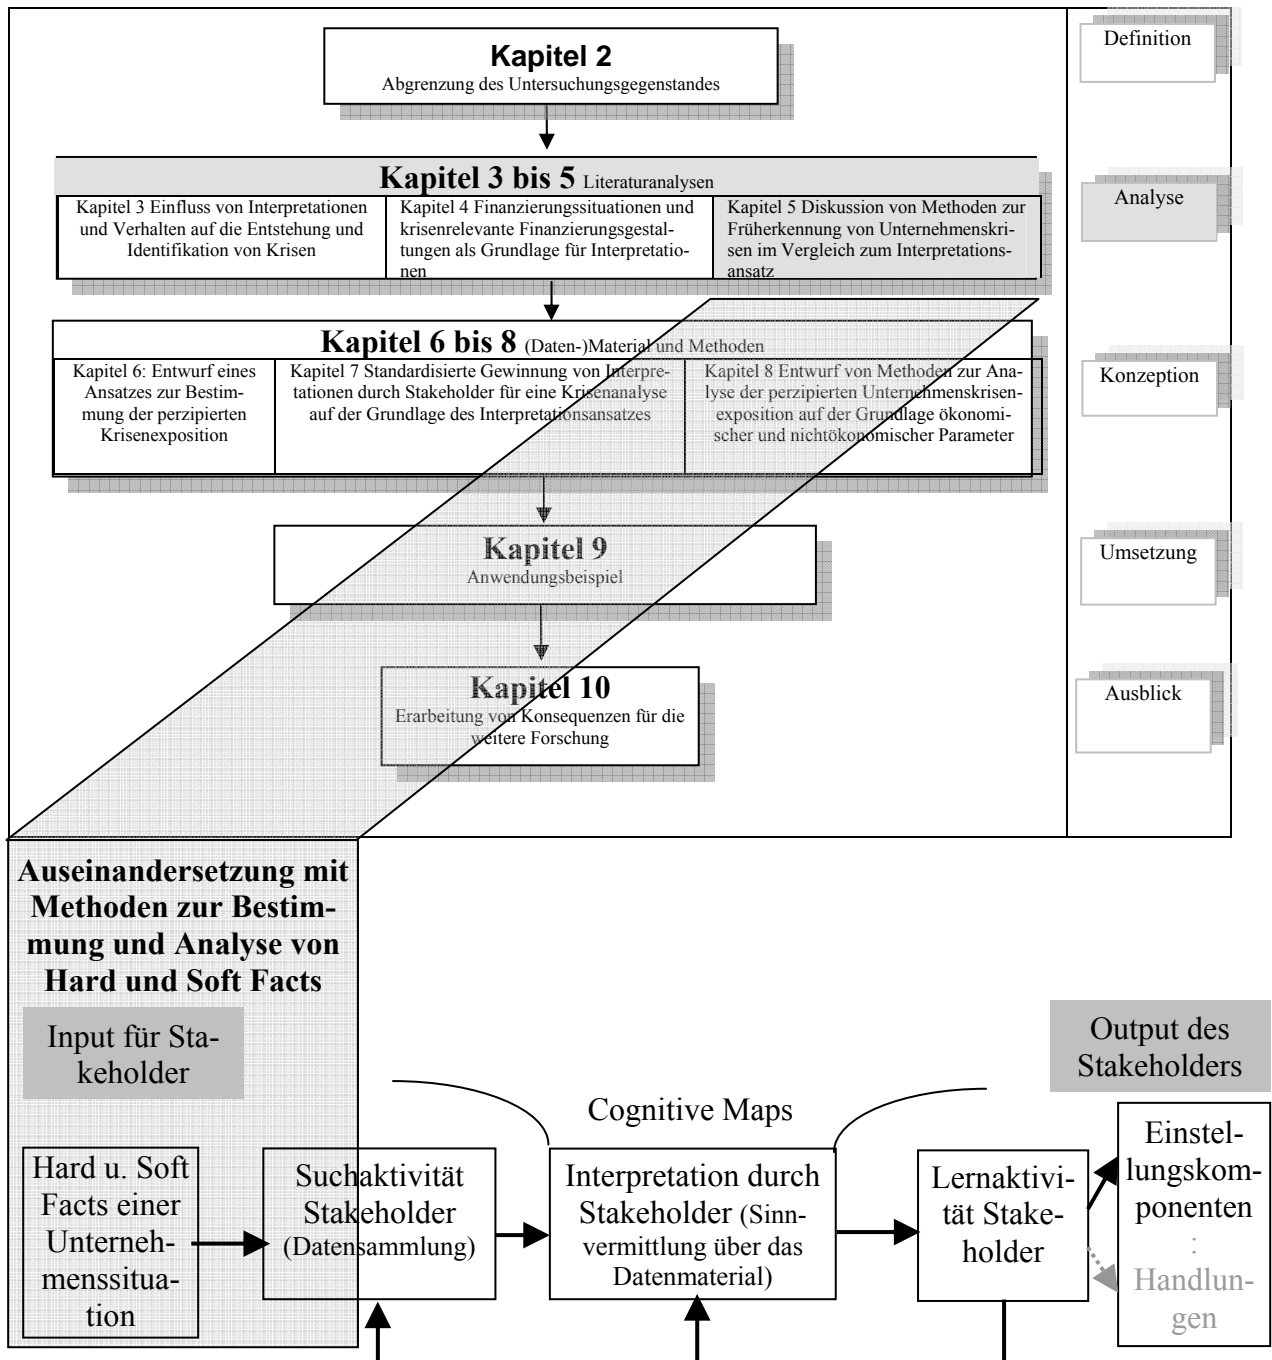 Kapitel 2
Abgrenzung des Untersuchungsgegenstandes
Definition
Kapitel 3 bis 5 Literaturanalysen
Kapitel 3 Einfluss von Interpretationen
und Verhalten auf die Entstehung und
Identifikation von Krisen
Kapitel 4 Finanzierungssituationen und
krisenrelevante Finanzierungsgestal-
tungen als Grundlage für Interpretatio-
nen
Kapitel 5 Diskussion von Methoden zur
Früherkennung von Unternehmenskri-
sen im Vergleich zum Interpretations-
ansatz
Analyse
Kapitel 6 bis 8 (Daten-)Material und Methoden
Kapitel 6: Entwurf eines
Ansatzes zur Bestim-
mung der perzipierten
Krisenexposition
Kapitel 7 Standardisierte Gewinnung von Interpre-
tationen durch Stakeholder für eine Krisenanalyse
auf der Grundlage des Interpretationsansatzes
Kapitel 8 Entwurf von Methoden zur Ana-
lyse der perzipierten Unternehmenskrisen-
exposition auf der Grundlage ökonomi-
scher und nichtökonomischer Parameter
Konzeption
Kapitel 9
Anwendungsbeispiel
Umsetzung
Kapitel 10
Erarbeitung von Konsequenzen für die
weitere Forschung
Ausblick
Auseinandersetzung mit
Methoden zur Bestim-
mung und Analyse von
Hard und Soft Facts
Input für Sta-
keholder
Output des
Stakeholders
Cognitive Maps
Hard u. Soft
Facts einer
Unterneh-
menssitua-
tion
Suchaktivität
Stakeholder
(Datensammlung)
Interpretation durch
Stakeholder (Sinn-
vermittlung über das
Datenmaterial)
Lernaktivi-
tät Stake-
holder
Einstel-
lungskom-
ponenten
:
Handlun-
gen